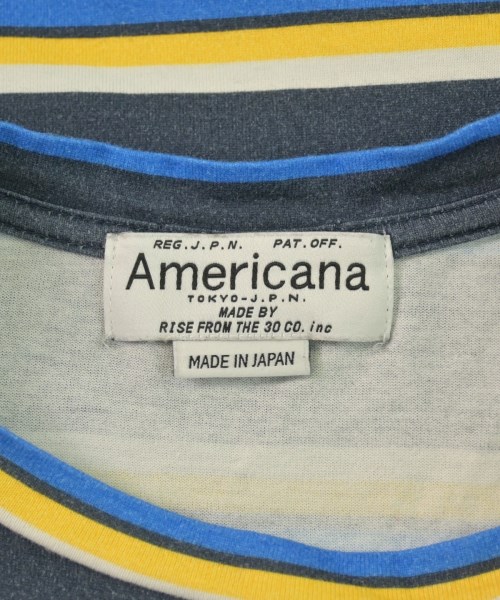 REG.J.P.N. PAT.OFF.
Americana
TOKYO-J.P.N.
MADE BY
RISE FROM THE 30 CO. inc
MADE IN JAPAN